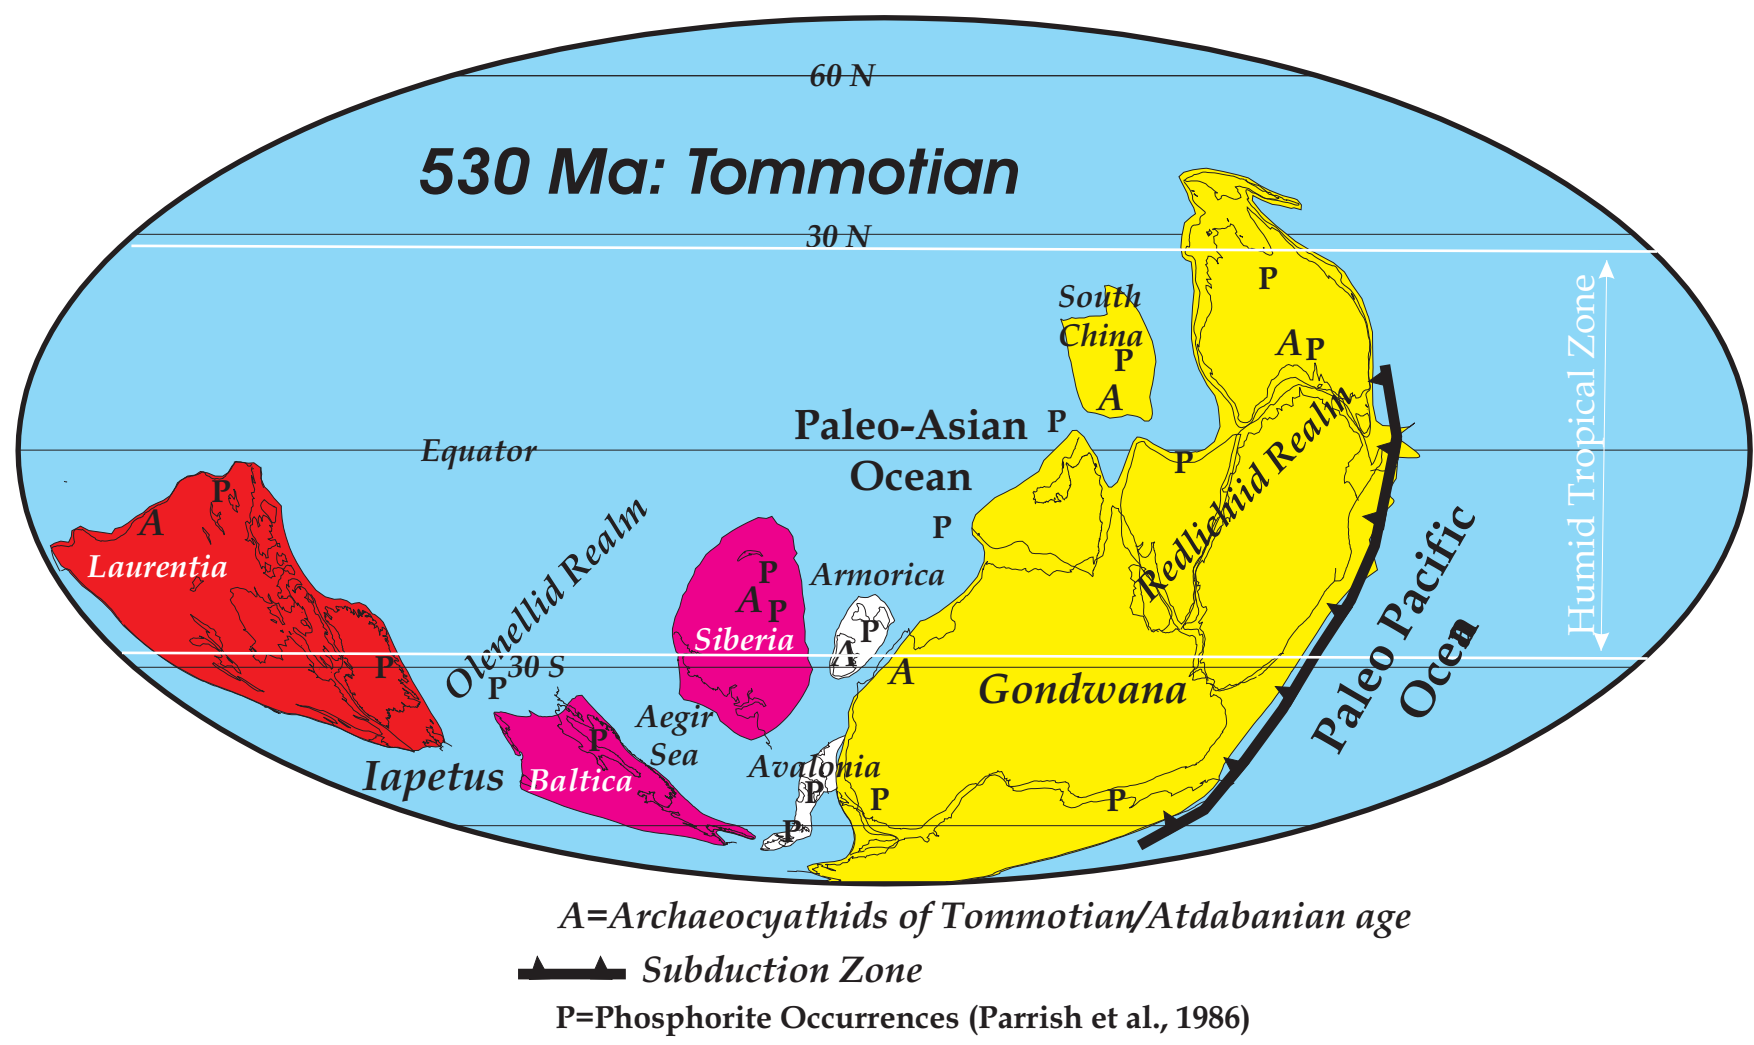 60 N
530 Ma: Tommotian
30 N
South
China
P
A
P
A P
P
Humid Tropical Zone
Paleo-Asian
Ocean
P
Equator
P
Redlichiid Realm
P
A
Laurentia
P
Olenellid Realm
30 S
P
P
A P
Siberia
Armorica
P
A
A
Gondwana
Paleo Pacific
Ocen
Aegir
Sea
Iapetus
P
Baltica
Avalonia
P
P
P
P
A=Archaeocyathids of Tommotian/Atdabanian age
Subduction Zone
P=Phosphorite Occurrences (Parrish et al., 1986)